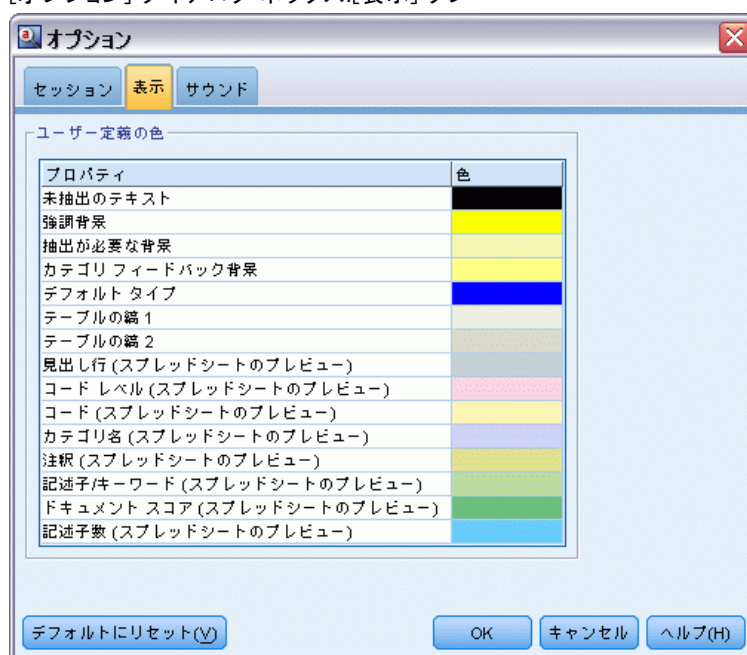 [オプション] ダイアログ ボックス:[表示] タブ
オプション
セッション 表示 サウンド
ユーザー定義の色
プロパティ 色
未抽出のテキスト
強調背景
抽出が必要な背景
カテゴリ フィードバック背景
デフォルト タイプ
テーブルの縞 1
テーブルの縞 2
見出し行 (スプレッドシートのプレビュー)
コード レベル (スプレッドシートのプレビュー)
コード (スプレッドシートのプレビュー)
カテゴリ名 (スプレッドシートのプレビュー)
注釈 (スプレッドシートのプレビュー)
記述子/キーワード (スプレッドシートのプレビュー)
ドキュメント スコア (スプレッドシートのプレビュー)
記述子数 (スプレッドシートのプレビュー)
デフォルトにリセット(V) OK キャンセル ヘルプ(H)